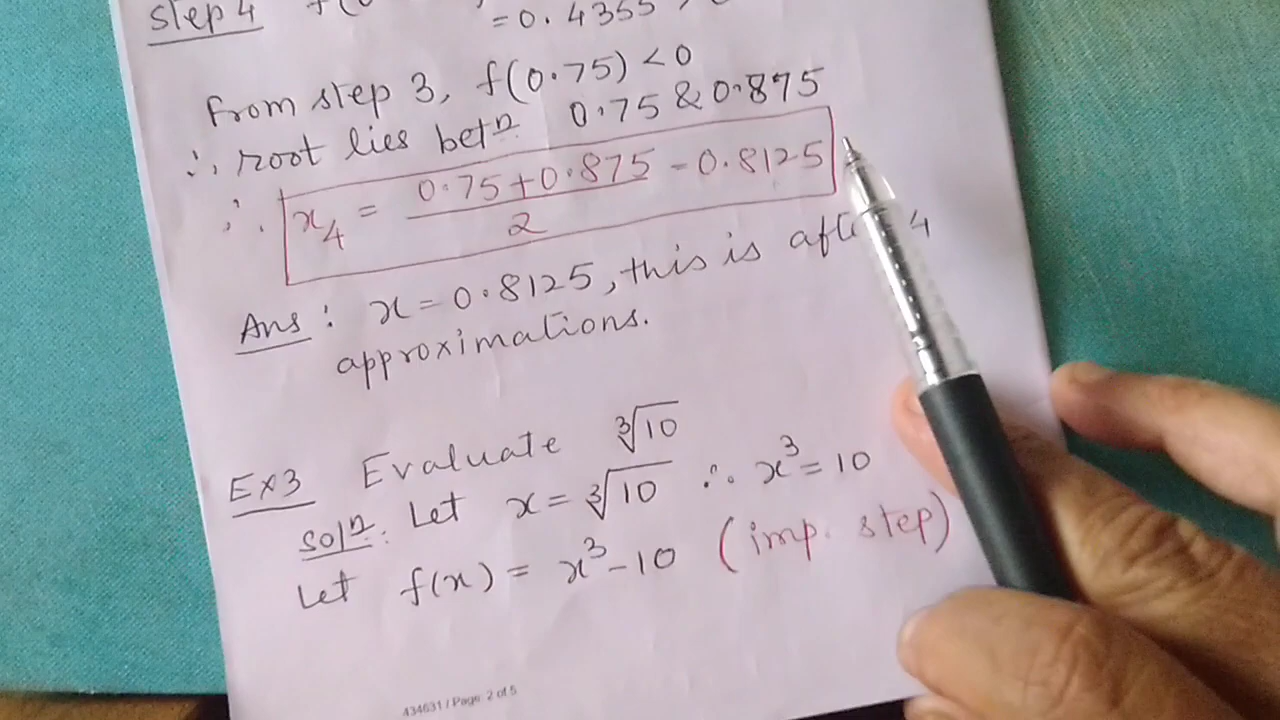 step 4 f(0
= 0.4355
From step 3, f(0.75) < 0
∴ root lies betn 0.75 & 0.875
∴ x4 = 0.75+0.875/2 - 0.8125
Ans: x = 0.8125, this is after 4
approximations.
Ex3 Evaluate ∛10
Soln: Let x = ∛10 ∴ x³ = 10
Let f(x) = x³-10 (imp. step)
434631 / Page: 2 of 5